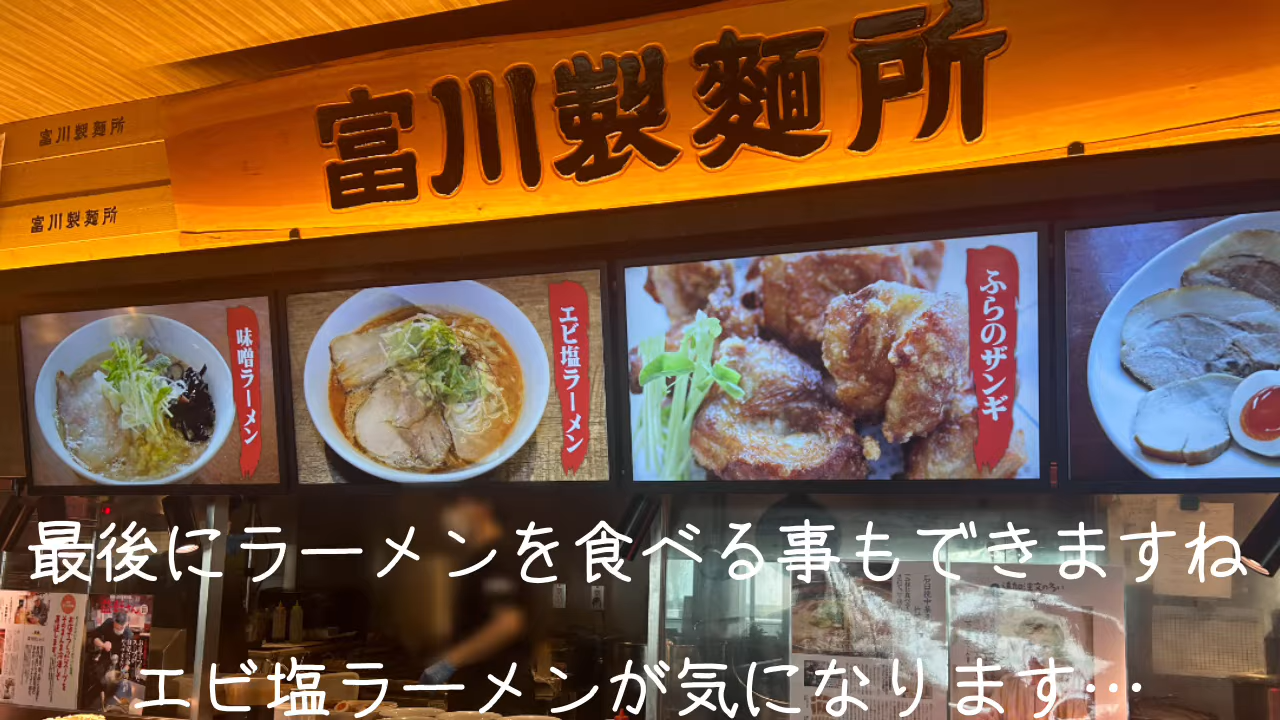 富川製麵所
富川製麵所
富川製麵所
味噌ラーメン
エビ塩ラーメン
ふらのザンギ
最後にラーメンを食べる事もできますね
エビ塩ラーメンが気になります…